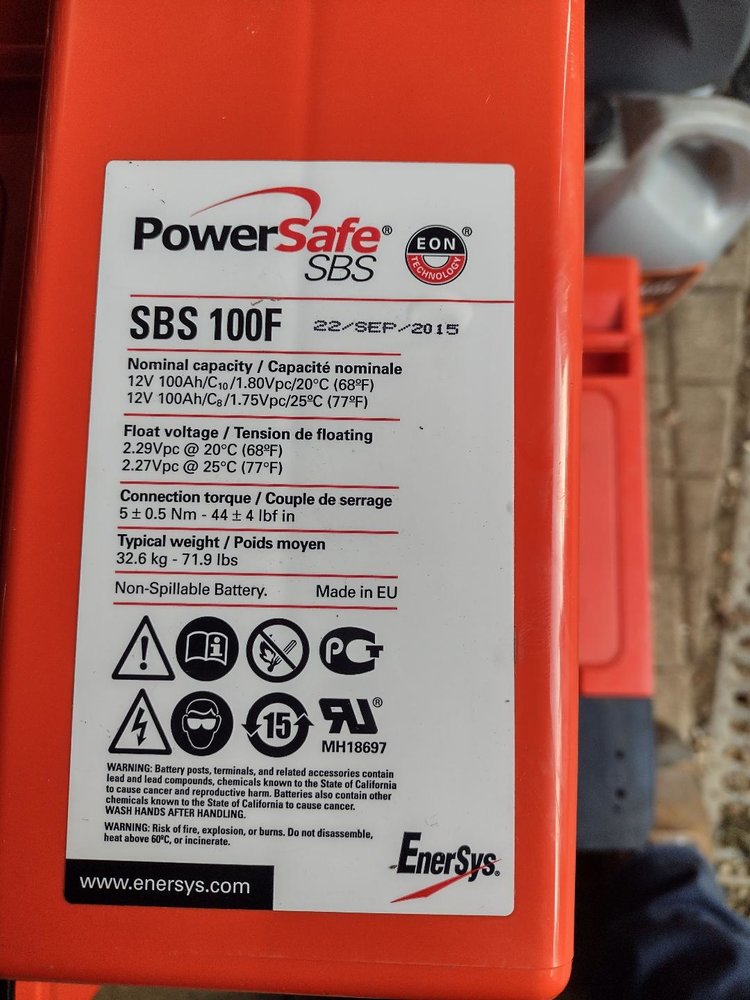 PowerSafe®
SBS
EON ®
TECHNOLOGY
SBS 100F 22/SEP/2015
Nominal capacity / Capacité nominale
12V 100Ah/C₁₀/1.80Vpc/20°C (68ºF)
12V 100Ah/C₈/1.75Vpc/25ºC (77ºF)
Float voltage / Tension de floating
2.29Vpc @ 20°C (68ºF)
2.27Vpc @ 25°C (77°F)
Connection torque / Couple de serrage
5 ± 0.5 Nm - 44 ± 4 lbf in
Typical weight / Poids moyen
32.6 kg - 71.9 lbs
Non-Spillable Battery. Made in EU
15
MH18697
WARNING: Battery posts, terminals, and related accessories contain
lead and lead compounds, chemicals known to the State of California
to cause cancer and reproductive harm. Batteries also contain other
chemicals known to the State of California to cause cancer.
WASH HANDS AFTER HANDLING.
WARNING: Risk of fire, explosion, or burns. Do not disassemble,
heat above 60ºC, or incinerate.
EnerSys.
www.enersys.com